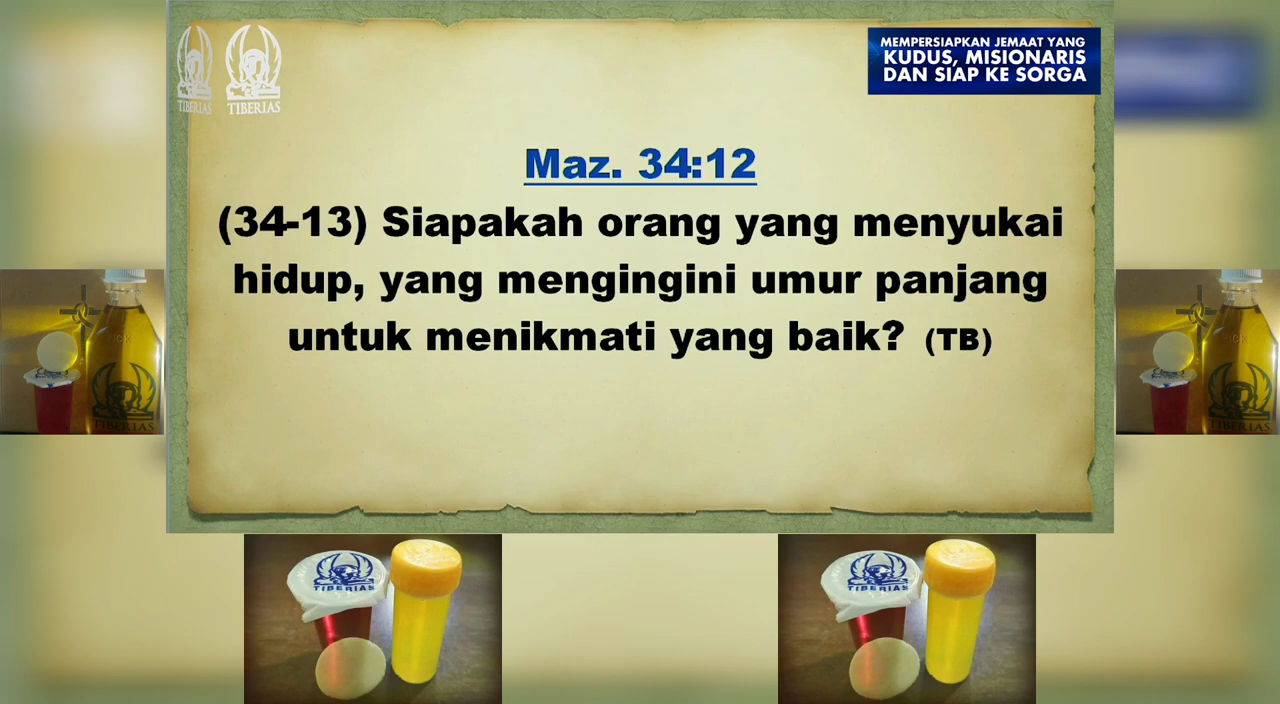 TIBERIAS
TIBERIAS
MEMPERSIAPKAN JEMAAT YANG
KUDUS, MISIONARIS
DAN SIAP KE SORGA
Maz. 34:12
(34-13) Siapakah orang yang menyukai
hidup, yang mengingini umur panjang
untuk menikmati yang baik? (TB)
TIBERIAS
TIBERIAS
TIBERIAS
TIBERIAS